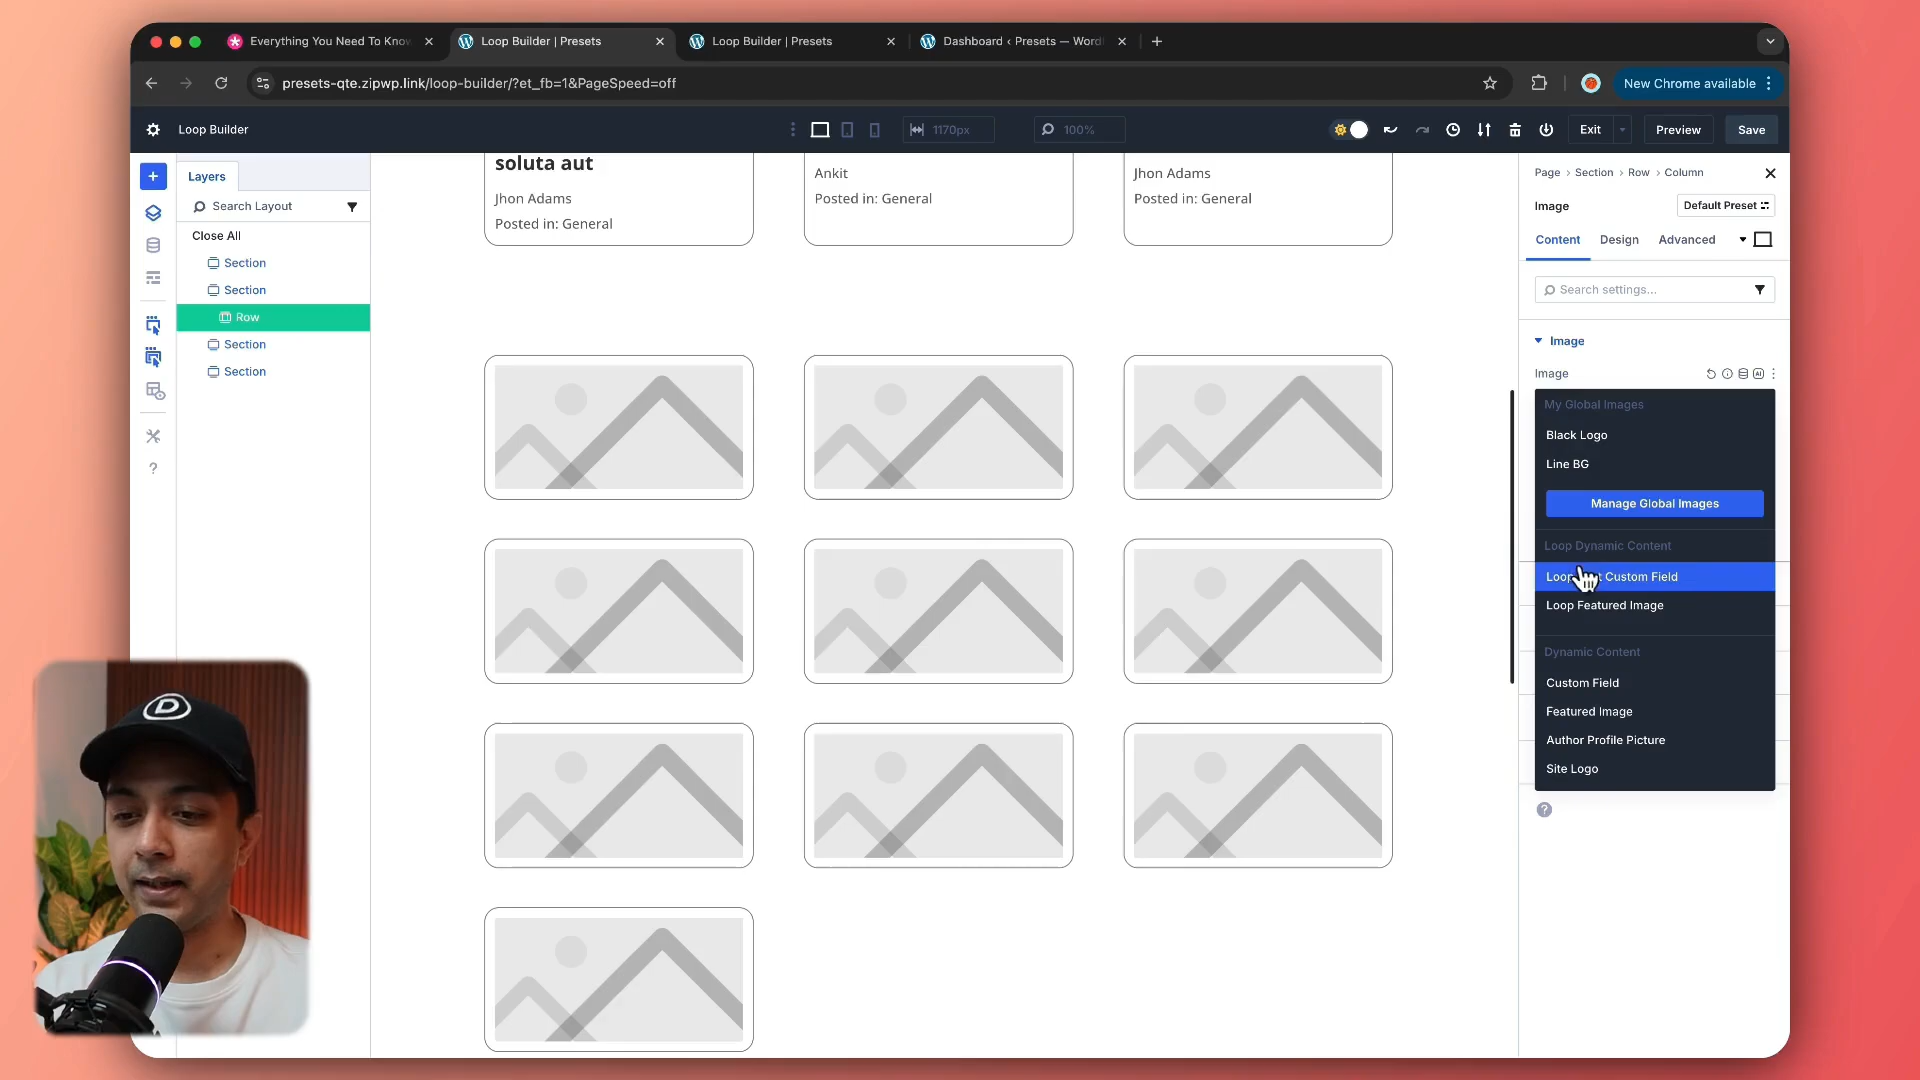 Everything You Need To Know
Loop Builder | Presets
Loop Builder | Presets
Dashboard ‹ Presets — Word
presets-qte.zipwp.link/loop-builder/?et_fb=1&PageSpeed=off
New Chrome available
Loop Builder
1170px
100%
Exit
Preview
Save
Layers
Search Layout
Close All
Section
Section
Row
Section
Section
soluta aut
Jhon Adams
Posted in: General
Ankit
Posted in: General
Jhon Adams
Posted in: General
Page > Section > Row > Column
Image
Default Preset
Content
Design
Advanced
Search settings...
Image
Image
AI
My Global Images
Black Logo
Line BG
Manage Global Images
Loop Dynamic Content
Custom Field
Loop Featured Image
Dynamic Content
Custom Field
Featured Image
Author Profile Picture
Site Logo
D